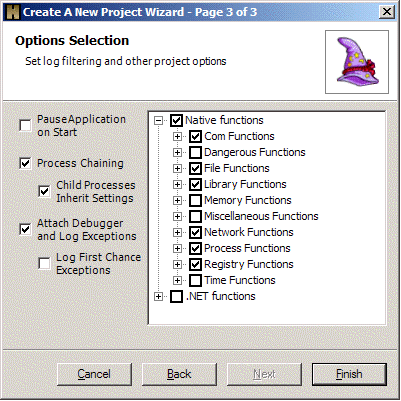 Create A New Project Wizard - Page 3 of 3
Options Selection
Set log filtering and other project options
Pause Application
on Start
Process Chaining
Child Processes
Inherit Settings
Attach Debugger
and Log Exceptions
Log First Chance
Exceptions
Native functions
Com Functions
Dangerous Functions
File Functions
Library Functions
Memory Functions
Miscellaneous Functions
Network Functions
Process Functions
Registry Functions
Time Functions
.NET functions
Cancel
Back
Next
Finish